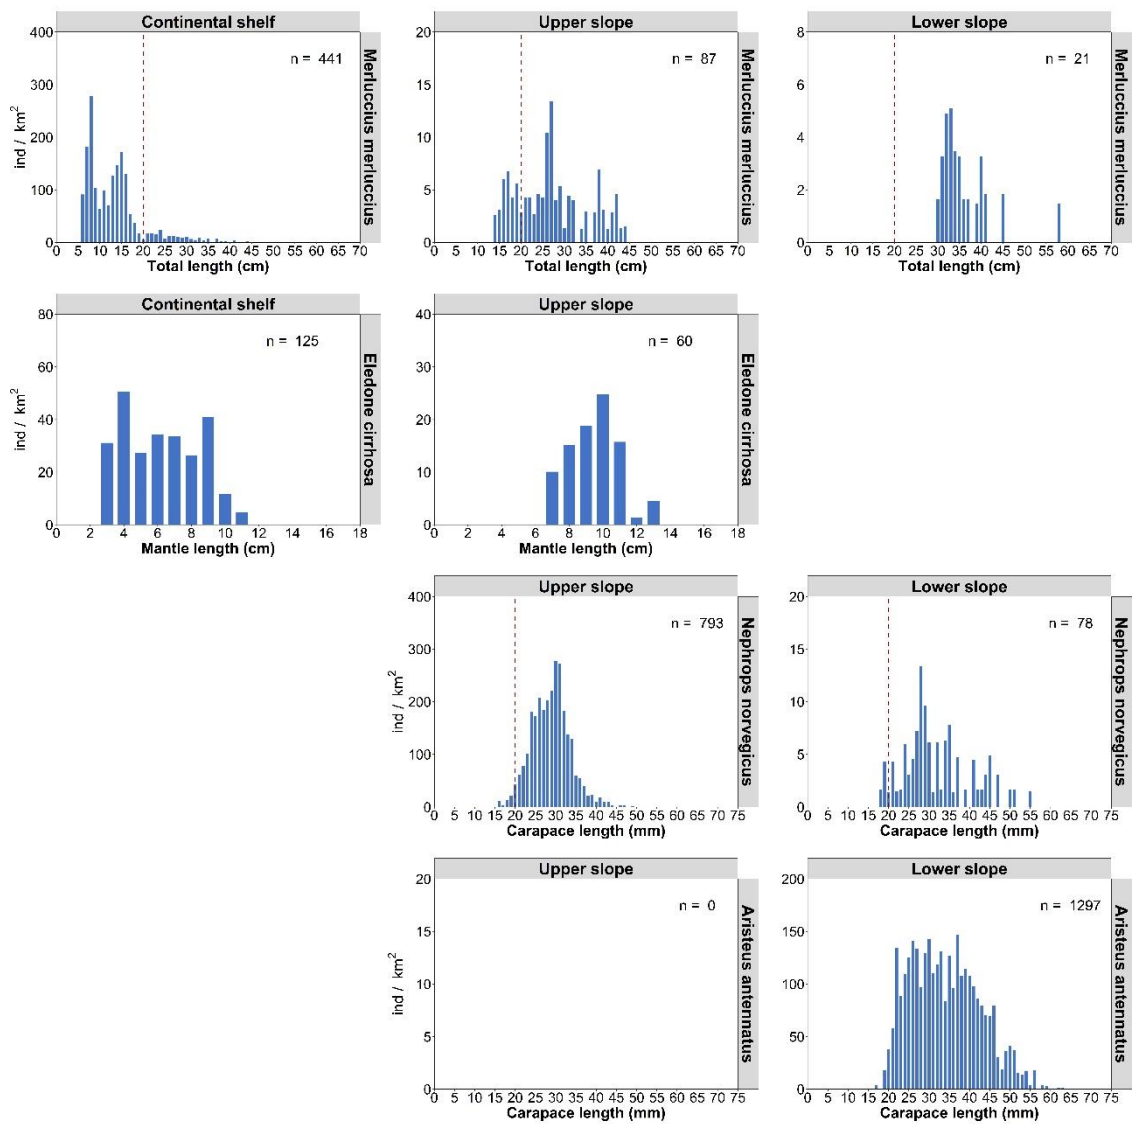 Continental shelf
400
300
200
100
0
ind / km²
n = 441
Merluccius merluccius
0 5 10 15 20 25 30 35 40 45 50 55 60 65 70
Total length (cm)
Upper slope
20
15
10
5
0
n = 87
Merluccius merluccius
0 5 10 15 20 25 30 35 40 45 50 55 60 65 70
Total length (cm)
Lower slope
8
6
4
2
0
n = 21
Merluccius merluccius
0 5 10 15 20 25 30 35 40 45 50 55 60 65 70
Total length (cm)
Continental shelf
80
60
40
20
0
ind / km²
n = 125
Eledone cirrhosa
0 2 4 6 8 10 12 14 16 18
Mantle length (cm)
Upper slope
40
30
20
10
0
n = 60
Eledone cirrhosa
0 2 4 6 8 10 12 14 16 18
Mantle length (cm)
Upper slope
400
300
200
100
0
ind / km²
n = 793
Nephrops norvegicus
0 5 10 15 20 25 30 35 40 45 50 55 60 65 70 75
Carapace length (mm)
Lower slope
20
15
10
5
0
n = 78
Nephrops norvegicus
0 5 10 15 20 25 30 35 40 45 50 55 60 65 70 75
Carapace length (mm)
Upper slope
20
15
10
5
0
ind / km²
n = 0
Aristeus antennatus
0 5 10 15 20 25 30 35 40 45 50 55 60 65 70 75
Carapace length (mm)
Lower slope
200
150
100
50
0
n = 1297
Aristeus antennatus
0 5 10 15 20 25 30 35 40 45 50 55 60 65 70 75
Carapace length (mm)